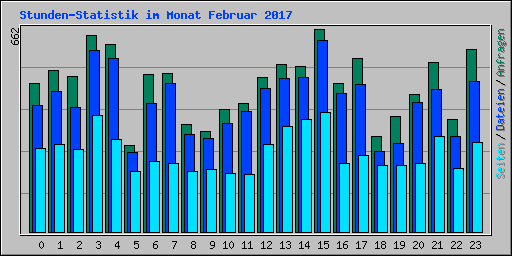 Stunden-Statistik im Monat Februar 2017
662
Seiten / Dateien / Anfragen
0 1 2 3 4 5 6 7 8 9 10 11 12 13 14 15 16 17 18 19 20 21 22 23